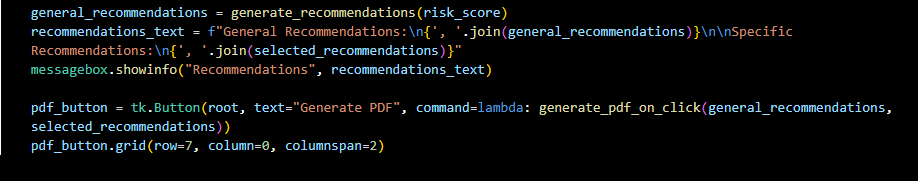 general_recommendations = generate_recommendations(risk_score)
recommendations_text = f"General Recommendations:\n{', '.join(general_recommendations)}\n\nSpecific
Recommendations:\n{', '.join(selected_recommendations)}"
messagebox.showinfo("Recommendations", recommendations_text)
pdf_button = tk.Button(root, text="Generate PDF", command=lambda: generate_pdf_on_click(general_recommendations,
selected_recommendations))
pdf_button.grid(row=7, column=0, columnspan=2)